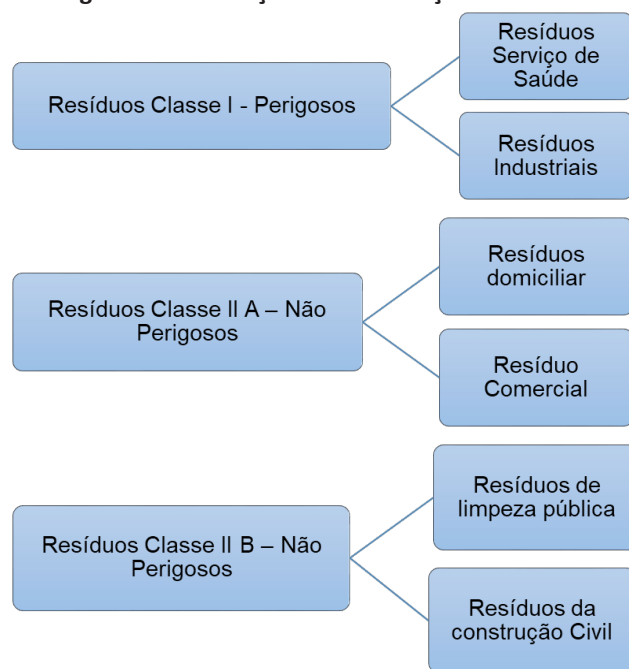 Resíduos Classe I - Perigosos
Resíduos
Serviço de
Saúde
Resíduos
Industriais
Resíduos Classe II A – Não
Perigosos
Resíduos
domiciliar
Resíduo
Comercial
Resíduos Classe II B – Não
Perigosos
Resíduos de
limpeza pública
Resíduos da
construção Civil